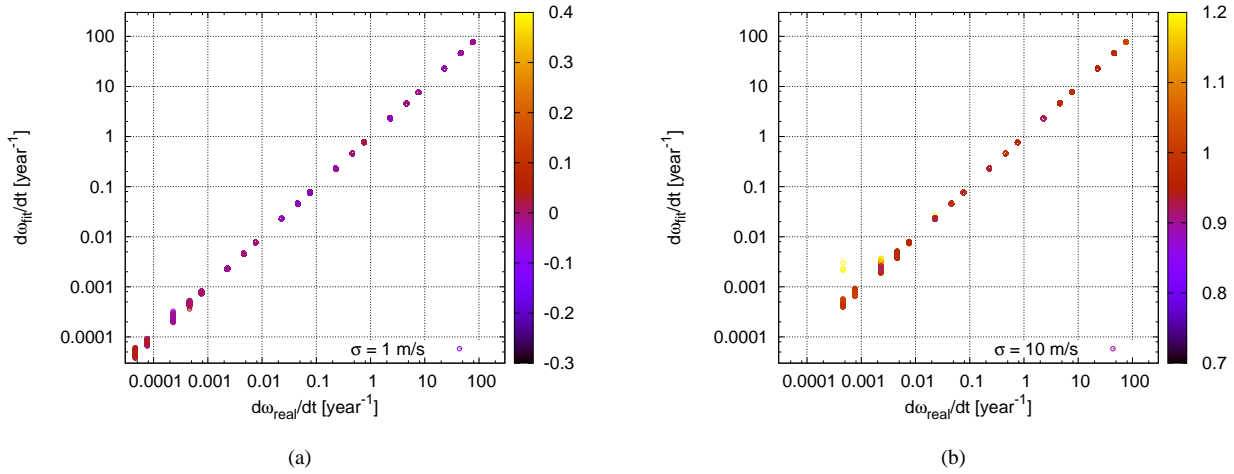 100
10
1
0.1
0.01
0.001
0.0001
dω_fit/dt [year⁻¹]
0.0001 0.001 0.01 0.1 1 10 100
dω_real/dt [year⁻¹]
σ = 1 m/s
0.4
0.3
0.2
0.1
0
-0.1
-0.2
-0.3
(a)
100
10
1
0.1
0.01
0.001
0.0001
dω_fit/dt [year⁻¹]
0.0001 0.001 0.01 0.1 1 10 100
dω_real/dt [year⁻¹]
σ = 10 m/s
1.2
1.1
1
0.9
0.8
0.7
(b)